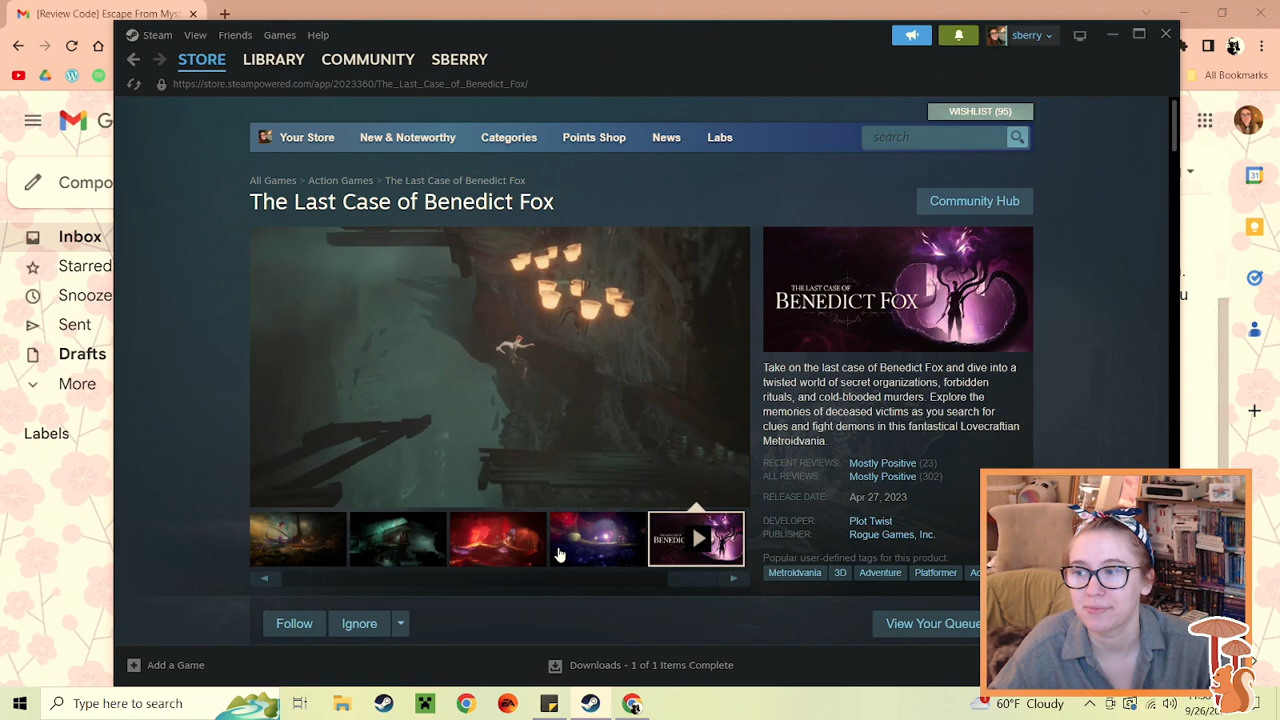 [Review Code] Escape From Mys
Steam View Friends Games Help
sberry
STORE LIBRARY COMMUNITY SBERRY
All Bookmarks
https://store.steampowered.com/app/2023360/The_Last_Case_of_Benedict_Fox/
WISHLIST (95)
Your Store New & Noteworthy Categories Points Shop News Labs
search
All Games > Action Games > The Last Case of Benedict Fox
The Last Case of Benedict Fox
Community Hub
THE LAST CASE OF
BENEDICT FOX
Take on the last case of Benedict Fox and dive into a
twisted world of secret organizations, forbidden
rituals, and cold-blooded murders. Explore the
memories of deceased victims as you search for
clues and fight demons in this fantastical Lovecraftian
Metroidvania.
RECENT REVIEWS: Mostly Positive (23)
ALL REVIEWS: Mostly Positive (302)
RELEASE DATE: Apr 27, 2023
DEVELOPER: Plot Twist
PUBLISHER: Rogue Games, Inc.
Popular user-defined tags for this product:
Metroidvania 3D Adventure Platformer
Follow Ignore
View Your Queue
Add a Game
Downloads - 1 of 1 Items Complete
G
Compo
Inbox
Starred
Snooze
Sent
Drafts
More
Labels
31
Type here to search
60°F Cloudy